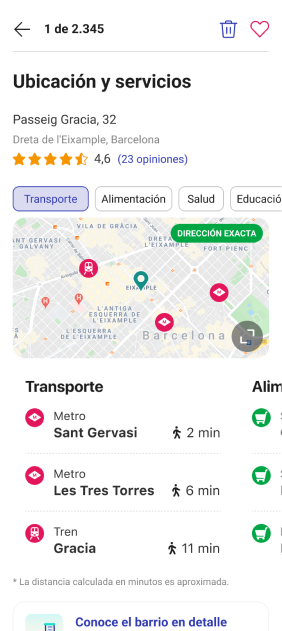 1 de 2.345
Ubicación y servicios
Passeig Gracia, 32
Dreta de l'Eixample, Barcelona
4,6 (23 opiniones)
Transporte
Alimentación
Salud
Educació
VILA DE GRÀCIA
DIRECCIÓN EXACTA
NT GERVASI
GALVANY
DRETA
L'EIXAMPLE
FORT PIENC
EIXAMPLE
L'ANTIGA
ESQUERRA DE
L'EIXAMPLE
L'ESQUERRA
DE L'EIXAMPLE
Barcelona
Transporte
Alim
Metro
Sant Gervasi 2 min
Metro
Les Tres Torres 6 min
Tren
Gracia 11 min
* La distancia calculada en minutos es aproximada.
Conoce el barrio en detalle